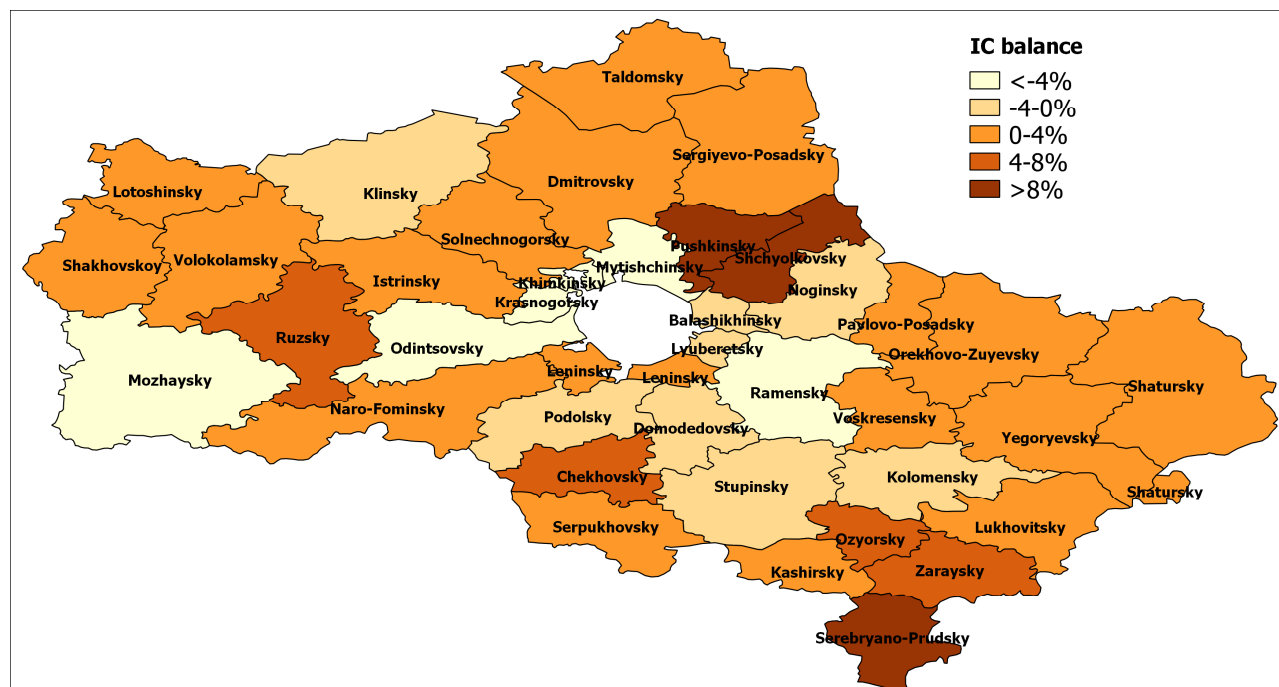 IC balance
<-4%
-4-0%
0-4%
4-8%
>8%
Taldomsky
Sergiyevo-Posadsky
Dmitrovsky
Lotoshinsky
Klinsky
Solnechnogorsky
Pushkinsky
Shchyolkovsky
Shakhovskoy
Volokolamsky
Mytishchinsky
Istrinsky
Khimkinsky
Noginsky
Krasnogorsky
Balashikhinsky
Pavlovo-Posadsky
Ruzsky
Odintsovsky
Lyuberetsky
Orekhovo-Zuyevsky
Mozhaysky
Leninsky
Leninsky
Ramensky
Shatursky
Naro-Fominsky
Podolsky
Domodedovsky
Voskresensky
Yegoryevsky
Chekhovsky
Stupinsky
Kolomensky
Shatursky
Serpukhovsky
Ozyorsky
Lukhovitsky
Kashirsky
Zaraysky
Serebryano-Prudsky